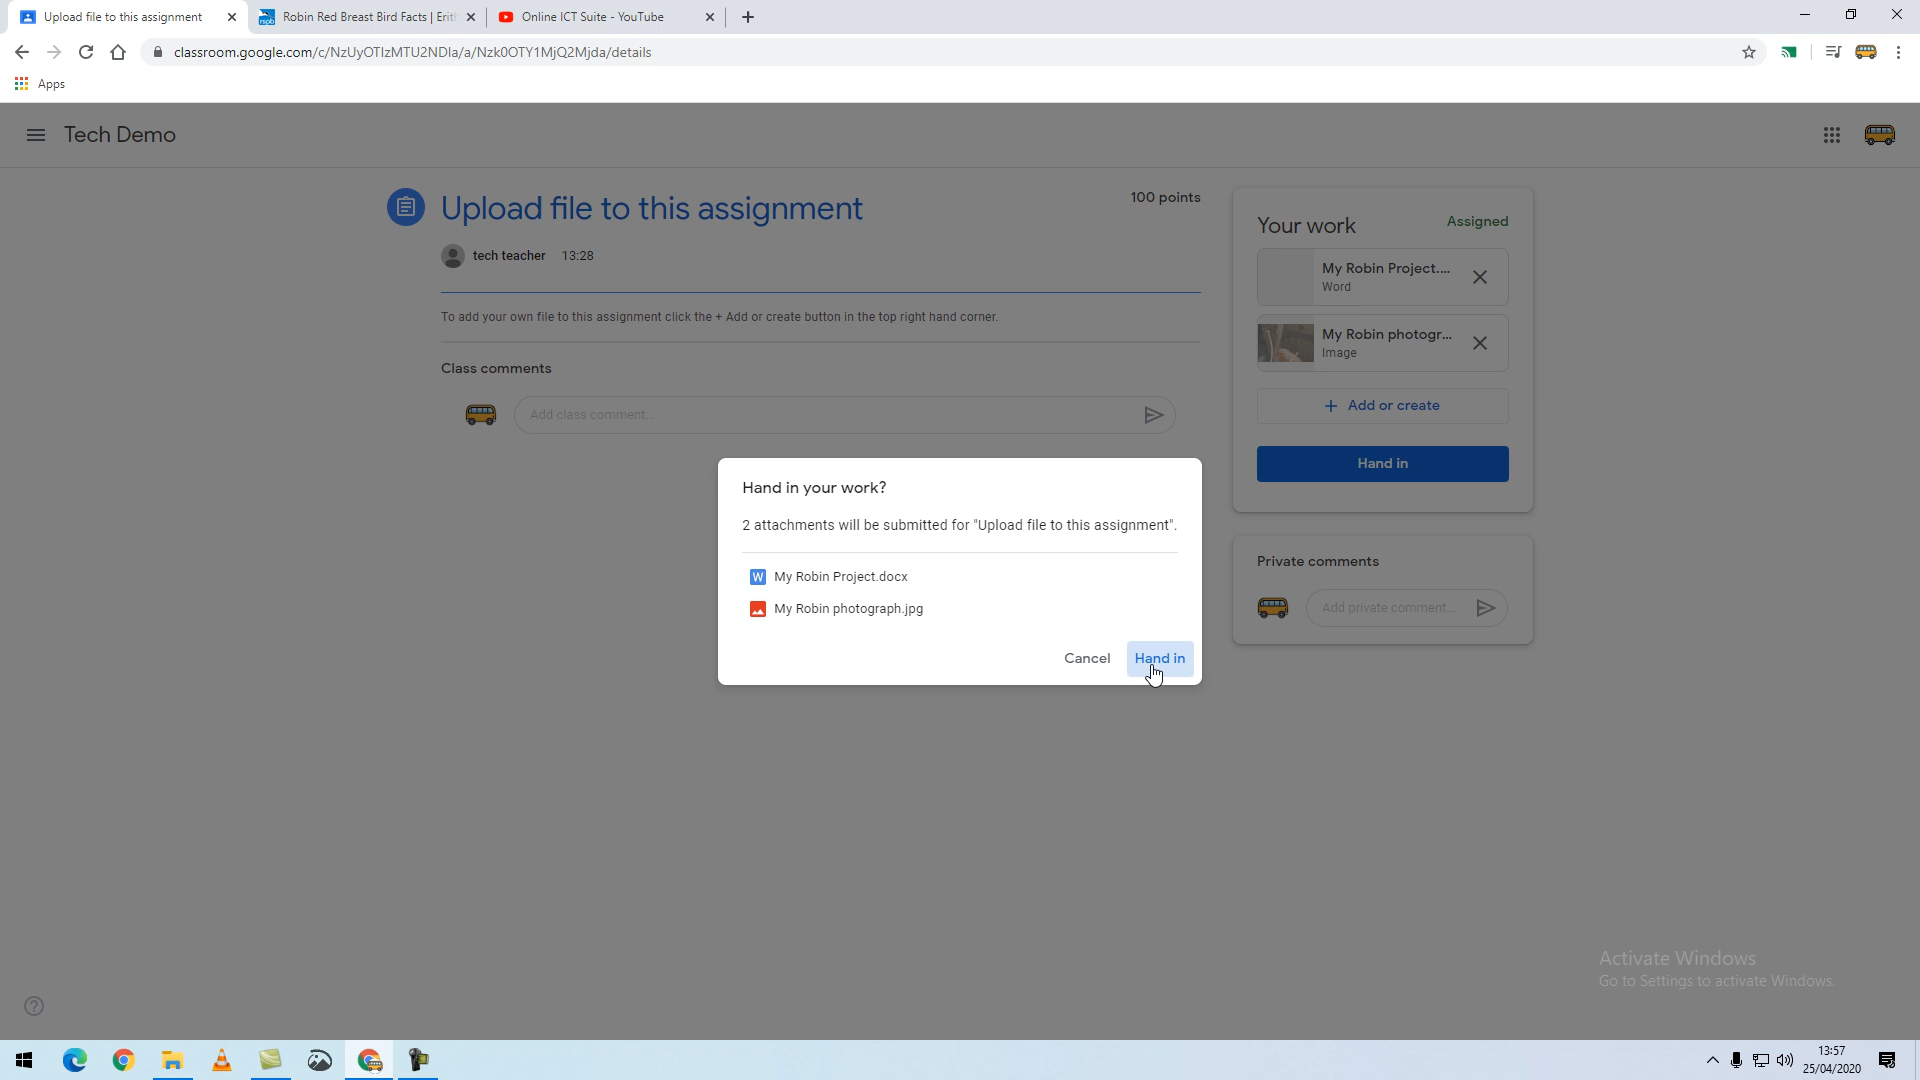 Upload file to this assignment
Robin Red Breast Bird Facts | Erith
Online ICT Suite - YouTube
classroom.google.com/c/NzUyOTIzMTU2NDla/a/Nzk0OTY1MjQ2Mjda/details
Apps
Tech Demo
Upload file to this assignment
100 points
tech teacher 13:28
To add your own file to this assignment click the + Add or create button in the top right hand corner.
Class comments
Add class comment...
Your work
Assigned
My Robin Project....
Word
My Robin photogr...
Image
+ Add or create
Hand in
Private comments
Add private comment...
Hand in your work?
2 attachments will be submitted for "Upload file to this assignment".
W My Robin Project.docx
My Robin photograph.jpg
Cancel Hand in
Activate Windows
Go to Settings to activate Windows.
13:57
25/04/2020